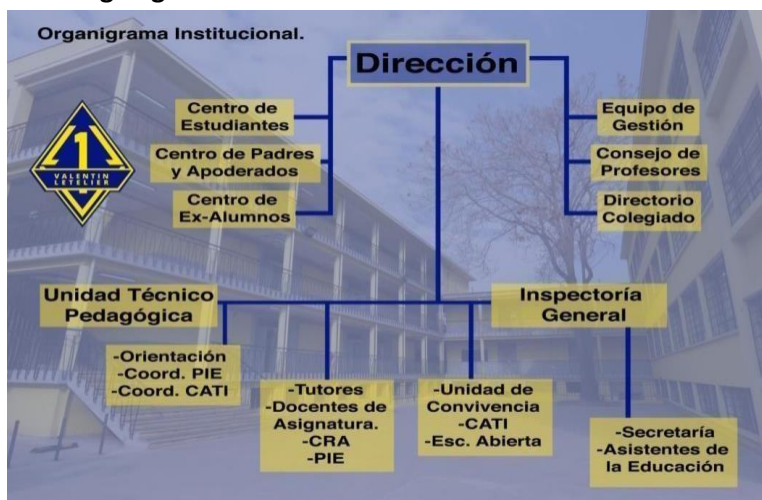 Organigrama Institucional.
Dirección
Centro de
Estudiantes
Centro de Padres
y Apoderados
Centro de
Ex-Alumnos
Equipo de
Gestión
Consejo de
Profesores
Directorio
Colegiado
1
VALENTIN
LETELIER
Unidad Técnico
Pedagógica
Inspectoría
General
-Orientación
-Coord. PIE
-Coord. CATI
-Tutores
-Docentes de
Asignatura.
-CRA
-PIE
-Unidad de
Convivencia
-CATI
-Esc. Abierta
-Secretaría
-Asistentes de
la Educación